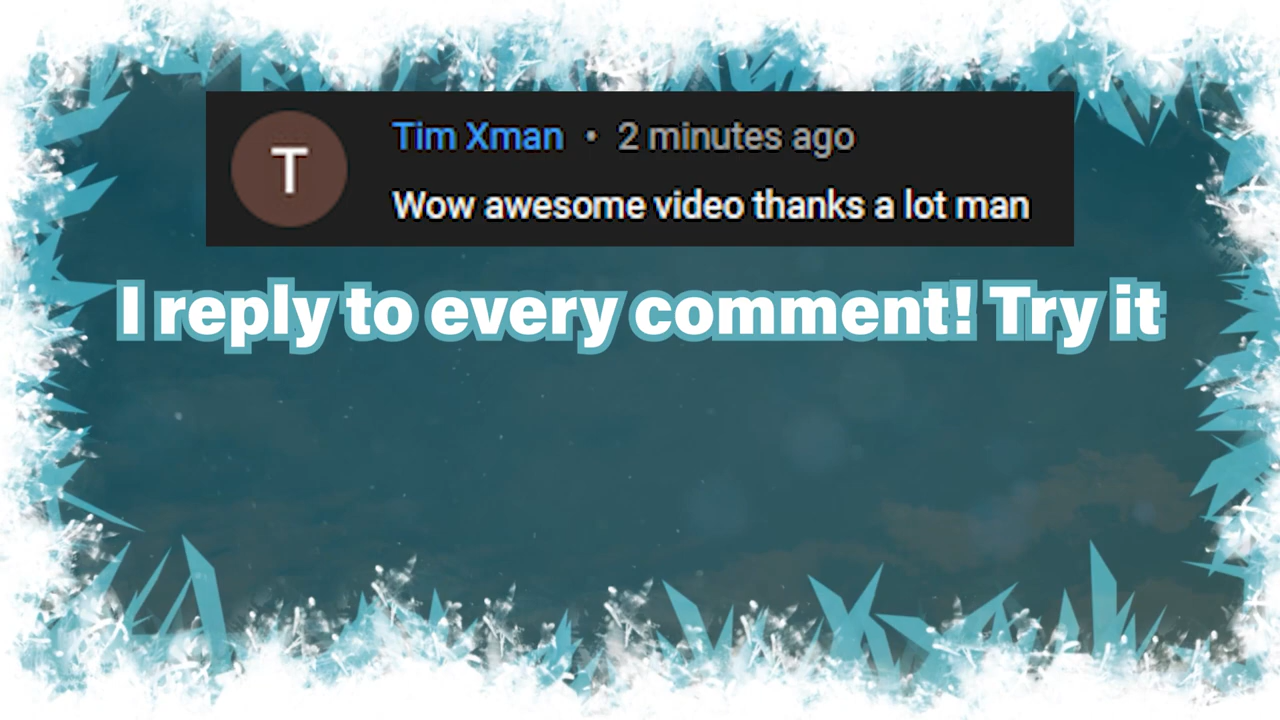 T
Tim Xman • 2 minutes ago
Wow awesome video thanks a lot man
I reply to every comment! Try it